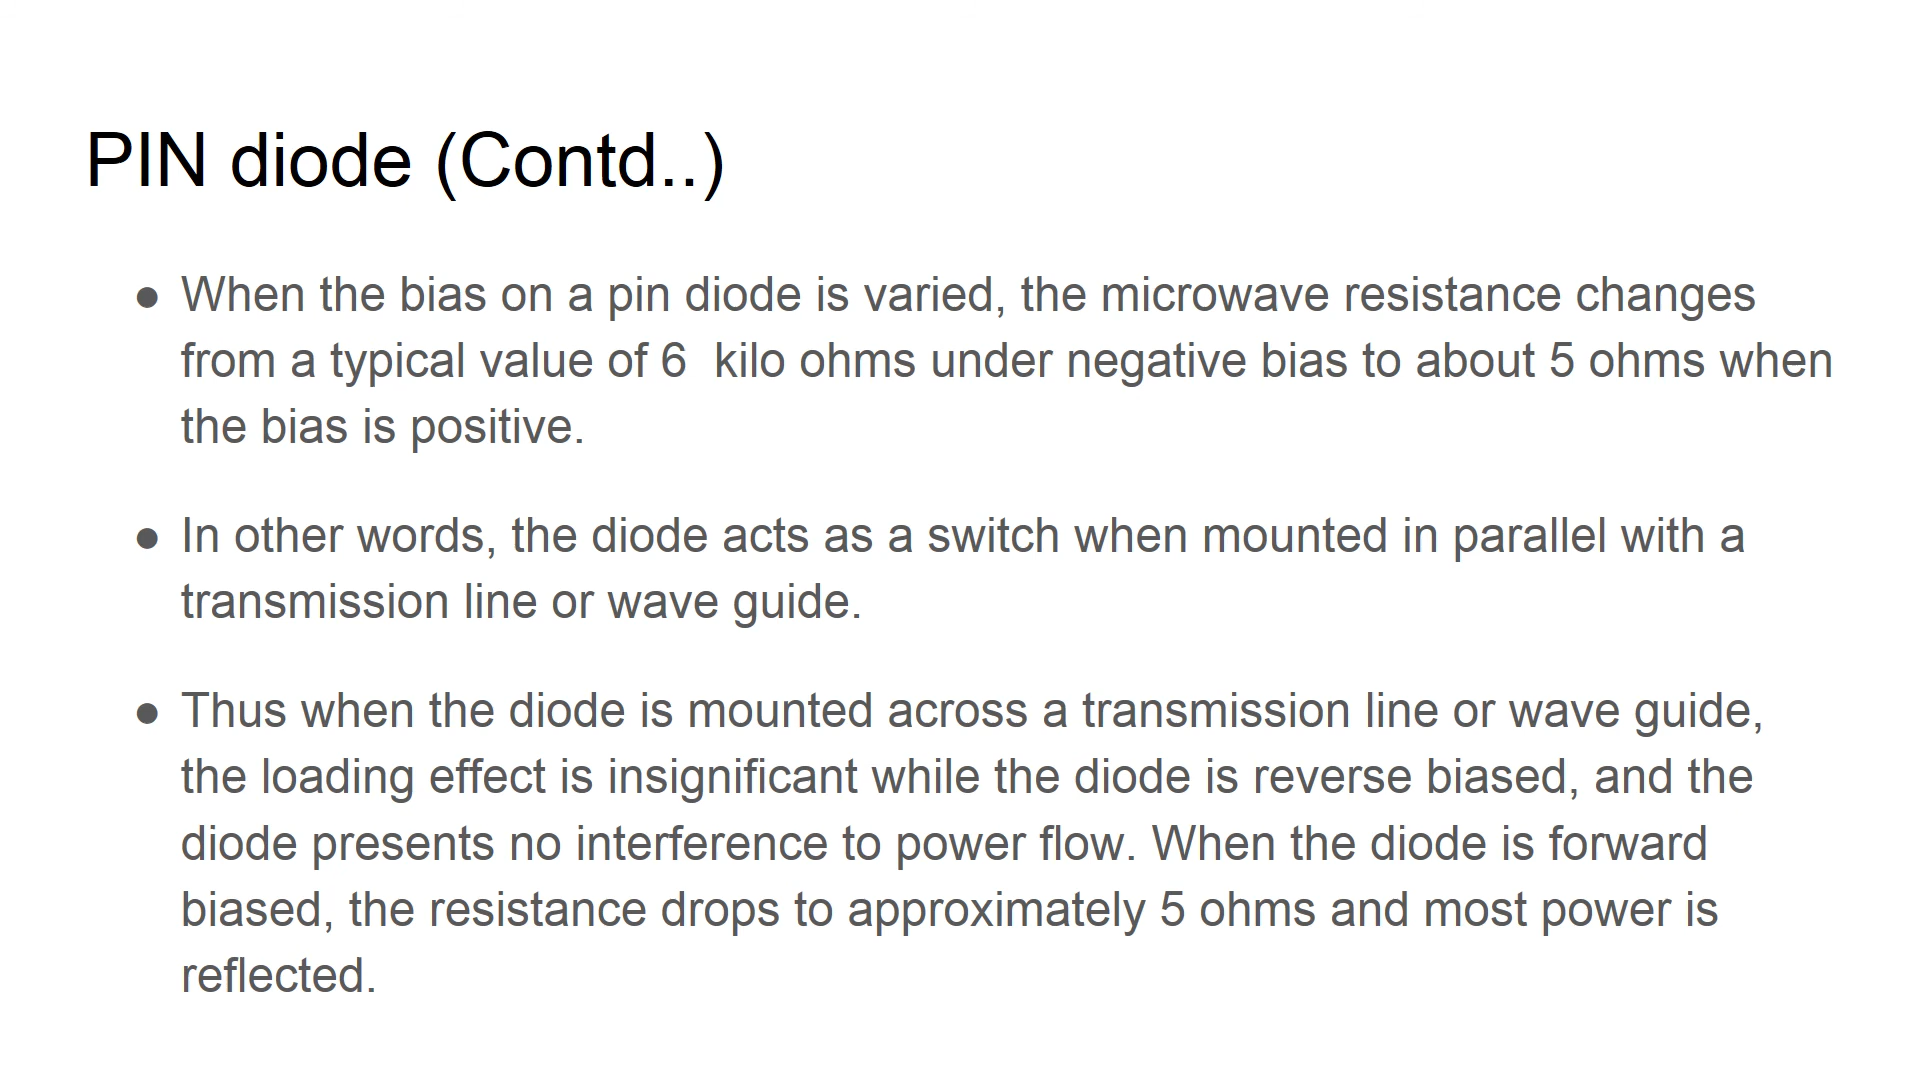 PIN diode (Contd..)
● When the bias on a pin diode is varied, the microwave resistance changes
from a typical value of 6  kilo ohms under negative bias to about 5 ohms when
the bias is positive.
● In other words, the diode acts as a switch when mounted in parallel with a
transmission line or wave guide.
● Thus when the diode is mounted across a transmission line or wave guide,
the loading effect is insignificant while the diode is reverse biased, and the
diode presents no interference to power flow. When the diode is forward
biased, the resistance drops to approximately 5 ohms and most power is
reflected.